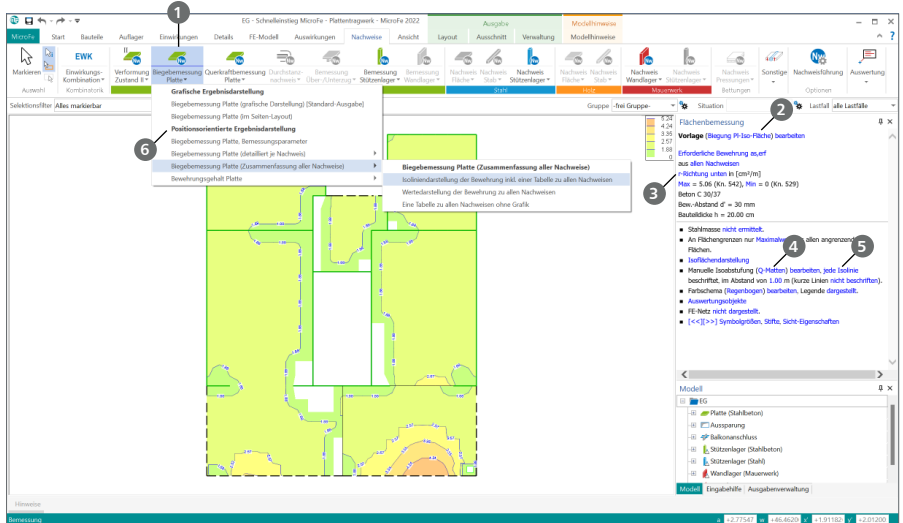 1
EG - Schnelleinstieg MicroFe - Plattentragwerk - MicroFe 2022
Ausgabe
Modellhinweise
MicroFe Start Bauteile Auflager Einwirkungen Details FE-Modell Auswirkungen Nachweise Ansicht Layout Ausschnitt Verwaltung Modellhinweise
EWK
Markieren
Einwirkungs-
Kombination
Verformung
Zustand II
Biegebemessung
Platte
Querkraftbemessung
Platte
Durchstanz-
nachweis
Bemessung
Über-/Unterzug
Bemessung
Stützenlager
Bemessung
Wandlager
Nachweis
Fläche
Nachweis
Stützenlager
Nachweis
Fläche
Nachweis
Stab
Nachweis
Wandlager
Nachweis
Stützenlager
Nachweis
Pressungen
Sonstige
Nachweisführung
Auswertung
Auswahl Kombinatorik Stahl Holz Mauerwerk Bettungen Optionen
Selektionsfilter Alles markierbar
Gruppe -frei Gruppe- Situation Lastfall alle Lastfälle
Grafische Ergebnisdarstellung
Biegebemessung Platte (grafische Darstellung) [Standard-Ausgabe]
Biegebemessung Platte (im Seiten-Layout)
6
Positionsorientierte Ergebnisdarstellung
Biegebemessung Platte, Bemessungsparameter
Biegebemessung Platte (detailliert je Nachweis)
Biegebemessung Platte (Zusammenfassung aller Nachweise)
Bewehrungsgehalt Platte
Biegebemessung Platte (Zusammenfassung aller Nachweise)
Isoliniendarstellung der Bewehrung inkl. einer Tabelle zu allen Nachweisen
Wertedarstellung der Bewehrung zu allen Nachweisen
Eine Tabelle zu allen Nachweisen ohne Grafik
5.24
4.24
3.35
2.57
1.88
0
2
Flächenbemessung
Vorlage (Biegung Pl-Iso-Fläche) bearbeiten
Erforderliche Bewehrung as,erf
aus allen Nachweisen
3
r-Richtung unten in [cm²/m]
Max = 5.06 (Kn. 542), Min = 0 (Kn. 529)
Beton C 30/37
Bew.-Abstand d' = 30 mm
Bauteildicke h = 20.00 cm
Stahlmasse nicht ermittelt.
4
5
An Flächengrenzen nur allen angrenzend
Flächen.
Isoflächendarstellung
Manuelle Isoabstufung (Q-Matten) bearbeiten, jede Isolinie
beschriftet, im Abstand von 1.00 m (kurze Linien nicht beschriften).
Farbschema (Regenbogen) bearbeiten, Legende dargestellt.
Auswertungsobjekte
FE-Netz nicht dargestellt.
[<<][>>] Symbolgrößen, Stifte, Sicht-Eigenschaften
Modell
EG
Platte (Stahlbeton)
Aussparung
Balkonanschluss
Stützenlager (Stahlbeton)
Stützenlager (Stahl)
Wandlager (Mauerwerk)
Modell Eingabehilfe Ausgabenverwaltung
Hinweise
Bemessung
a +2.77547 w +46.4620 x' +1.91182 y' +2.01200